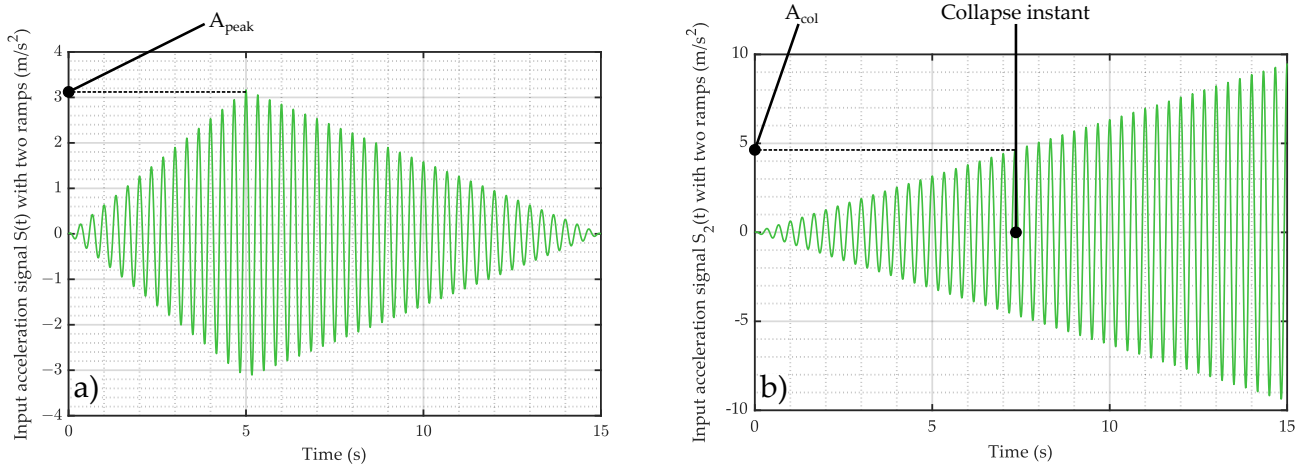 A_peak
Input acceleration signal S(t) with two ramps (m/s²)
4
3
2
1
0
−1
−2
−3
−4
a)
0
5
10
15
Time (s)
A_col
Collapse instant
Input acceleration signal S_2(t) with two ramps (m/s²)
10
5
0
-5
-10
b)
0
5
10
15
Time (s)